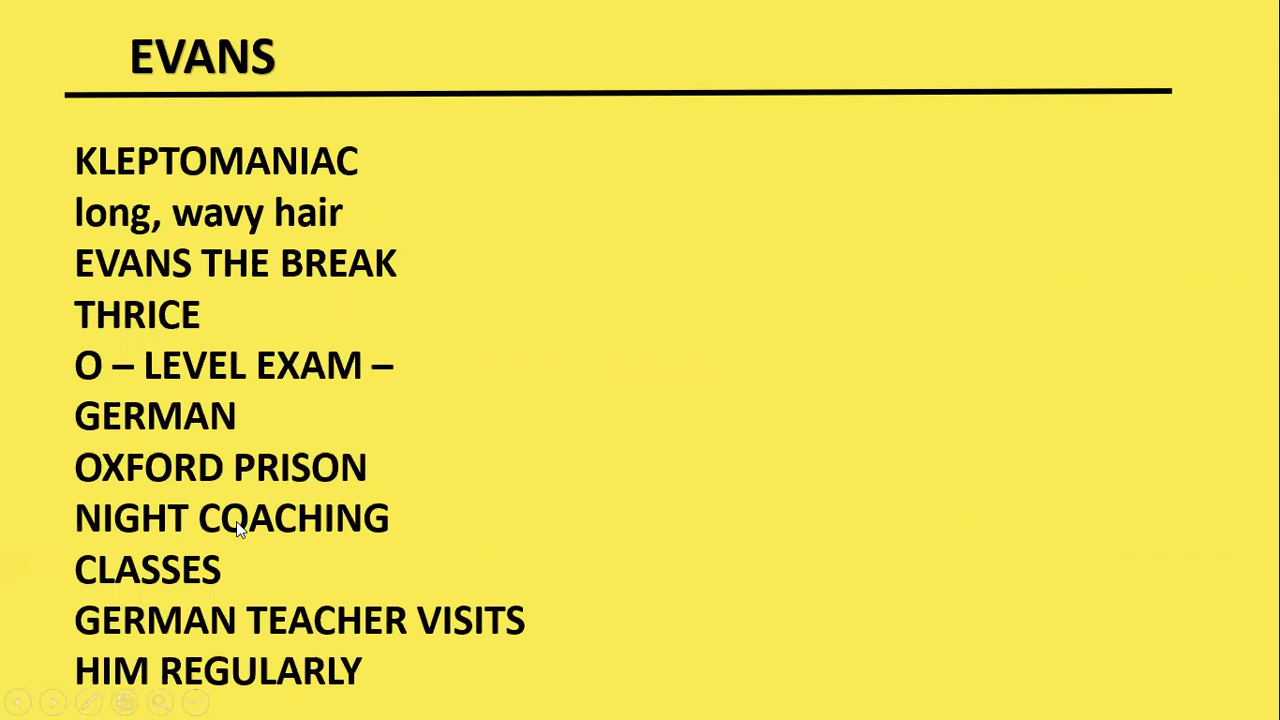 EVANS
KLEPTOMANIAC
long, wavy hair
EVANS THE BREAK
THRICE
O – LEVEL EXAM –
GERMAN
OXFORD PRISON
NIGHT COACHING
CLASSES
GERMAN TEACHER VISITS
HIM REGULARLY